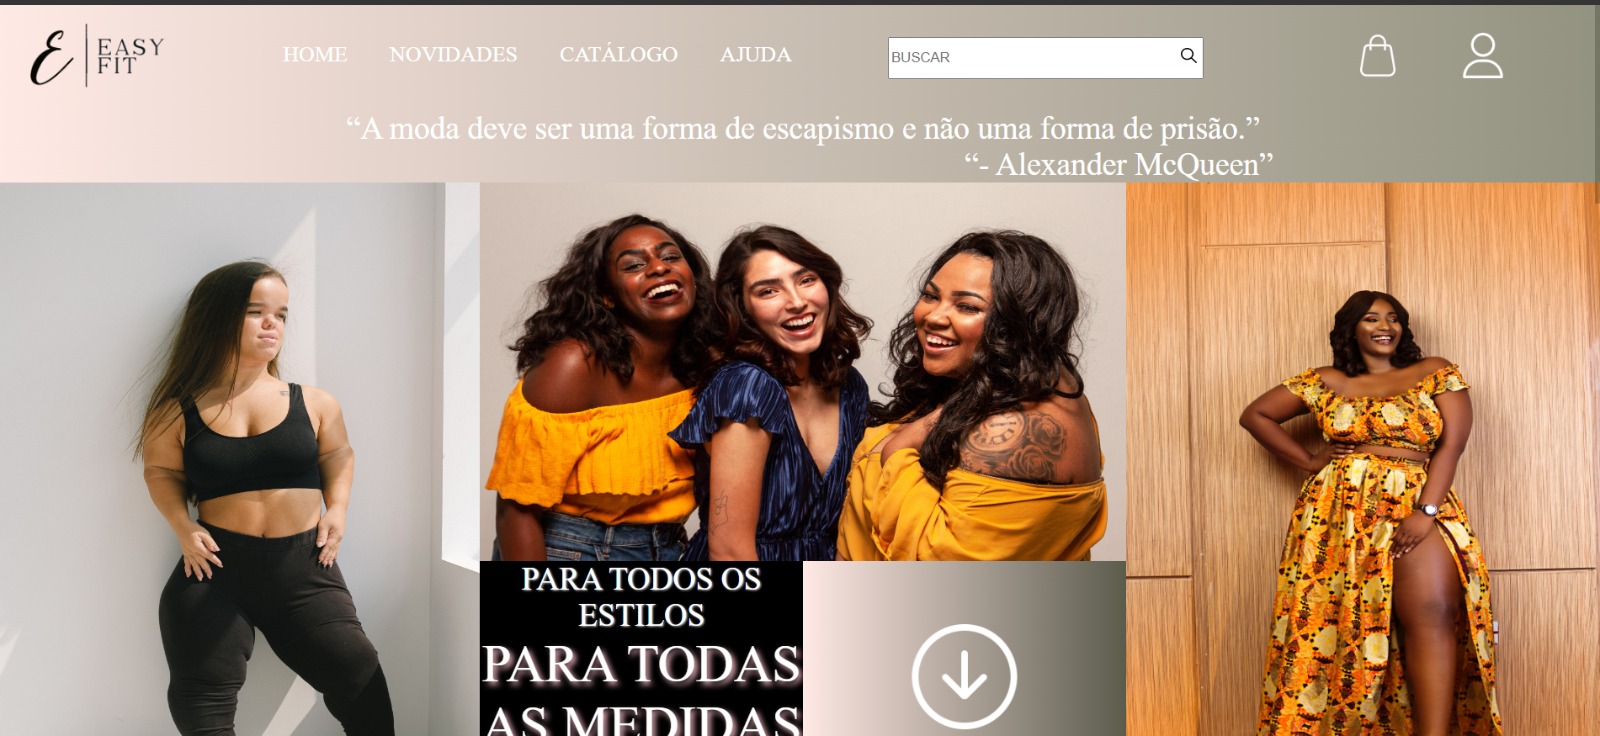 E EASY
FIT
HOME NOVIDADES CATÁLOGO AJUDA BUSCAR
“A moda deve ser uma forma de escapismo e não uma forma de prisão.”
“- Alexander McQueen”
PARA TODOS OS
ESTILOS
PARA TODAS
AS MEDIDAS